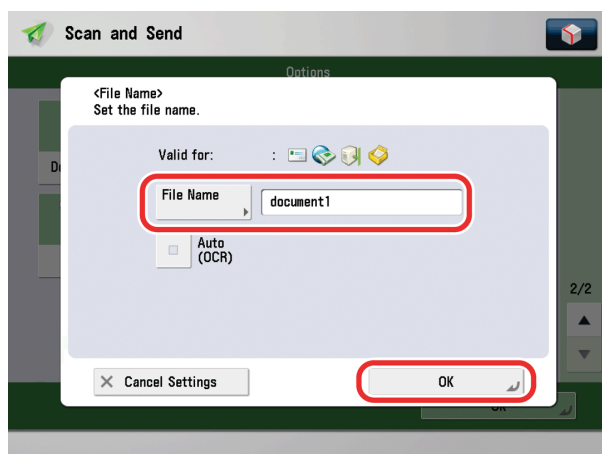 Scan and Send
Options
<File Name>
Set the file name.
Valid for: :
File Name document1
Auto
(OCR)
2/2
Cancel Settings
OK